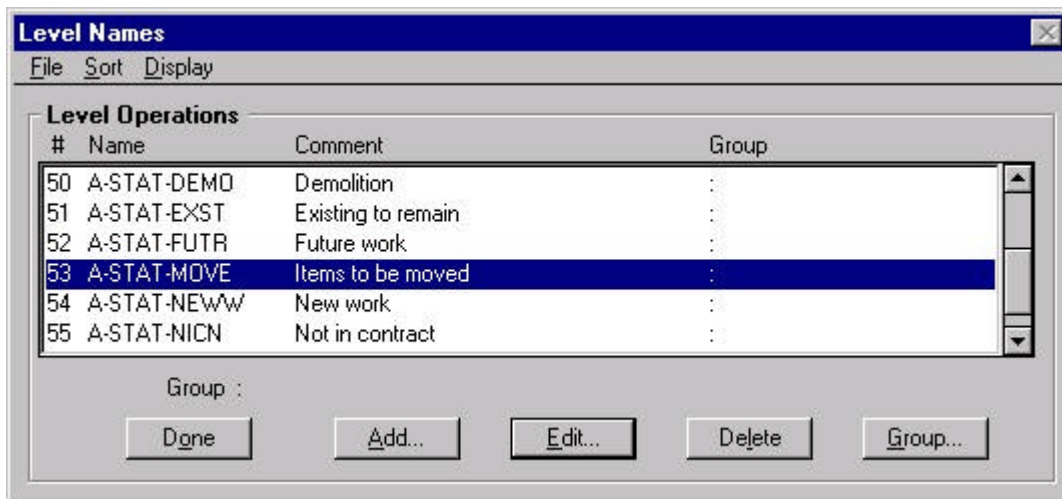 Level Names
File Sort Display
Level Operations
# Name Comment Group
50 A-STAT-DEMO Demolition :
51 A-STAT-EXST Existing to remain :
52 A-STAT-FUTR Future work :
53 A-STAT-MOVE Items to be moved :
54 A-STAT-NEWW New work :
55 A-STAT-NICN Not in contract :
Group :
Done Add... Edit... Delete Group...